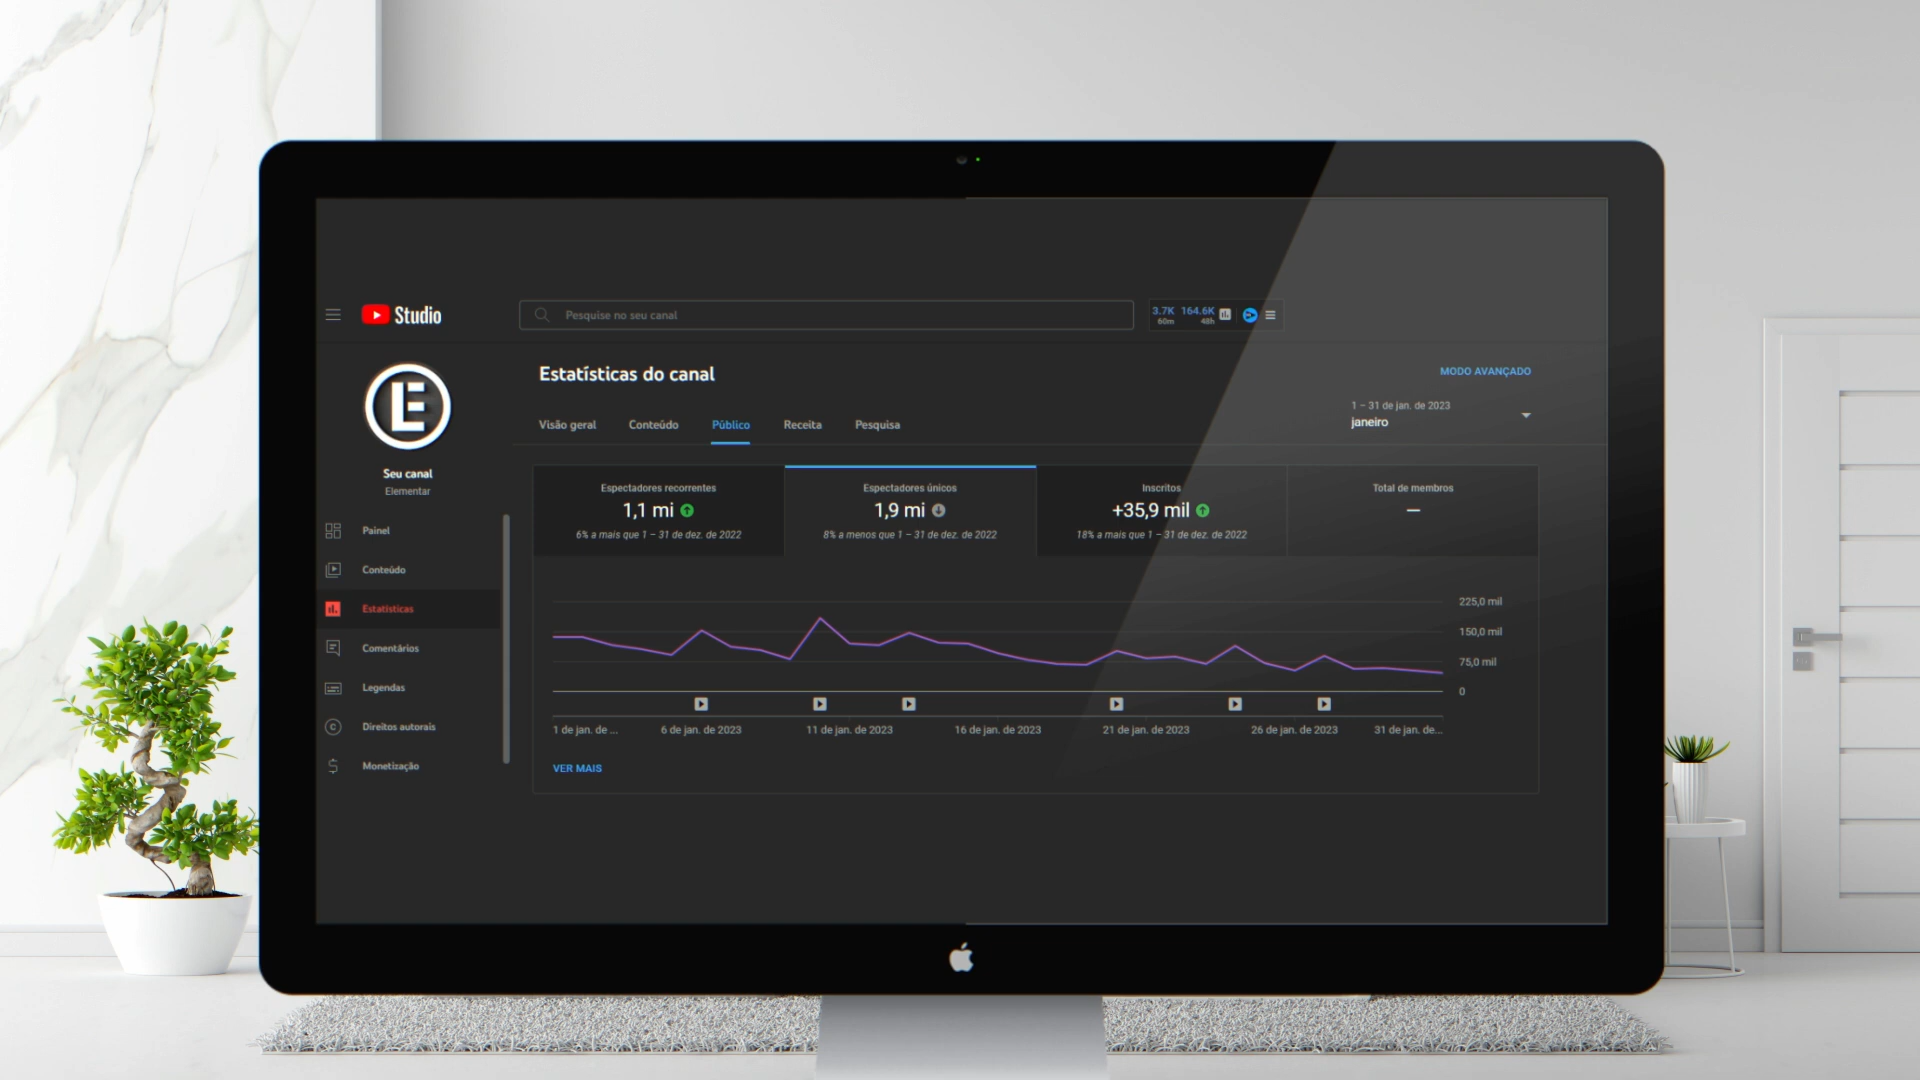 Studio
Pesquise no seu canal
3.7K 164.6K
60m 48h
Estatísticas do canal
MODO AVANÇADO
1 – 31 de jan. de 2023
janeiro
Visão geral Conteúdo Público Receita Pesquisa
Seu canal
Elementar
Painel
Conteúdo
Estatísticas
Comentários
Legendas
Direitos autorais
Monetização
Espectadores recorrentes
1,1 mi
6% a mais que 1 – 31 de dez. de 2022
Espectadores únicos
1,9 mi
8% a menos que 1 – 31 de dez. de 2022
Inscritos
+35,9 mil
18% a mais que 1 – 31 de dez. de 2022
Total de membros
—
225,0 mil
150,0 mil
75,0 mil
0
1 de jan. de ... 6 de jan. de 2023 11 de jan. de 2023 16 de jan. de 2023 21 de jan. de 2023 26 de jan. de 2023 31 de jan. de...
VER MAIS